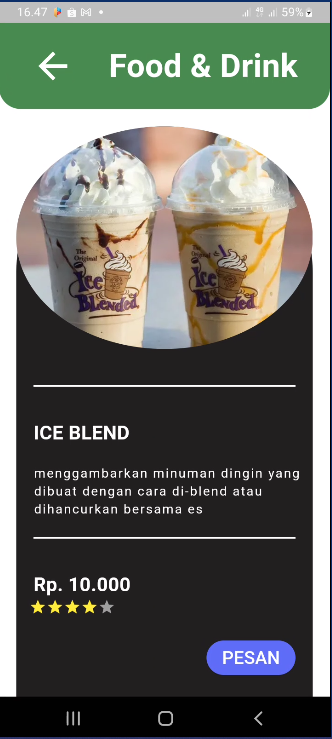 16.47
59%
Food & Drink
The Original
Ice
Blended
The Original
Ice
Blended
ICE BLEND
menggambarkan minuman dingin yang
dibuat dengan cara di-blend atau
dihancurkan bersama es
Rp. 10.000
PESAN